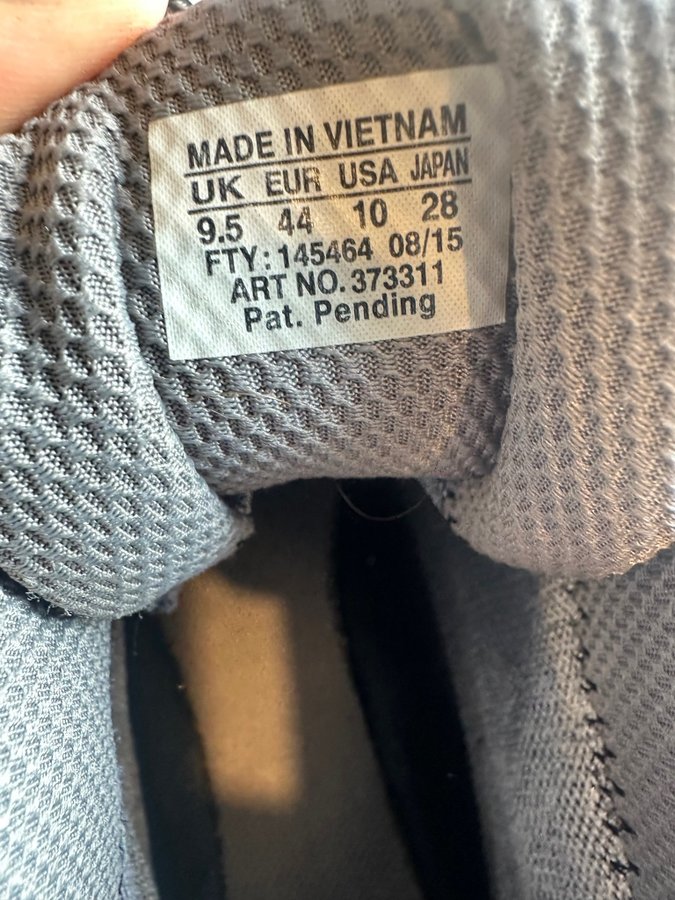 MADE IN VIETNAM
UK EUR USA JAPAN
9.5 44 10 28
FTY: 145464 08/15
ART NO. 373311
Pat. Pending